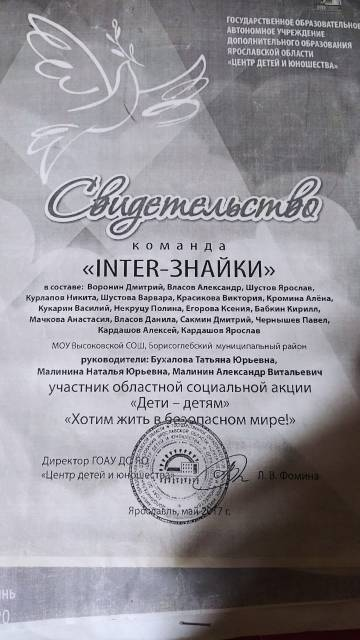 ГОСУДАРСТВЕННОЕ ОБРАЗОВАТЕЛЬНОЕ
АВТОНОМНОЕ УЧРЕЖДЕНИЕ
ДОПОЛНИТЕЛЬНОГО ОБРАЗОВАНИЯ
ЯРОСЛАВСКОЙ ОБЛАСТИ
«ЦЕНТР ДЕТЕЙ И ЮНОШЕСТВА»
Свидетельство
команда
«INTER-ЗНАЙКИ»
в составе: Воронин Дмитрий, Власов Александр, Шустов Ярослав,
Курлапов Никита, Шустова Варвара, Красикова Виктория, Кромина Алёна,
Кукарин Василий, Некруцу Полина, Егорова Ксения, Бабкин Кирилл,
Мачкова Анастасия, Власов Данила, Сакмин Дмитрий, Чернышев Павел,
Кардашов Алексей, Кардашов Ярослав
МОУ Высоковской СОШ, Борисоглебский муниципальный район
руководители: Бухалова Татьяна Юрьевна,
Малинина Наталья Юрьевна, Малинин Александр Витальевич
участник областной социальной акции
«Дети – детям»
«Хотим жить в безопасном мире!»
Директор ГОАУ ДО ЯО
«Центр детей и юношества» Л. В. Фомина
Ярославль, май 2017 г.